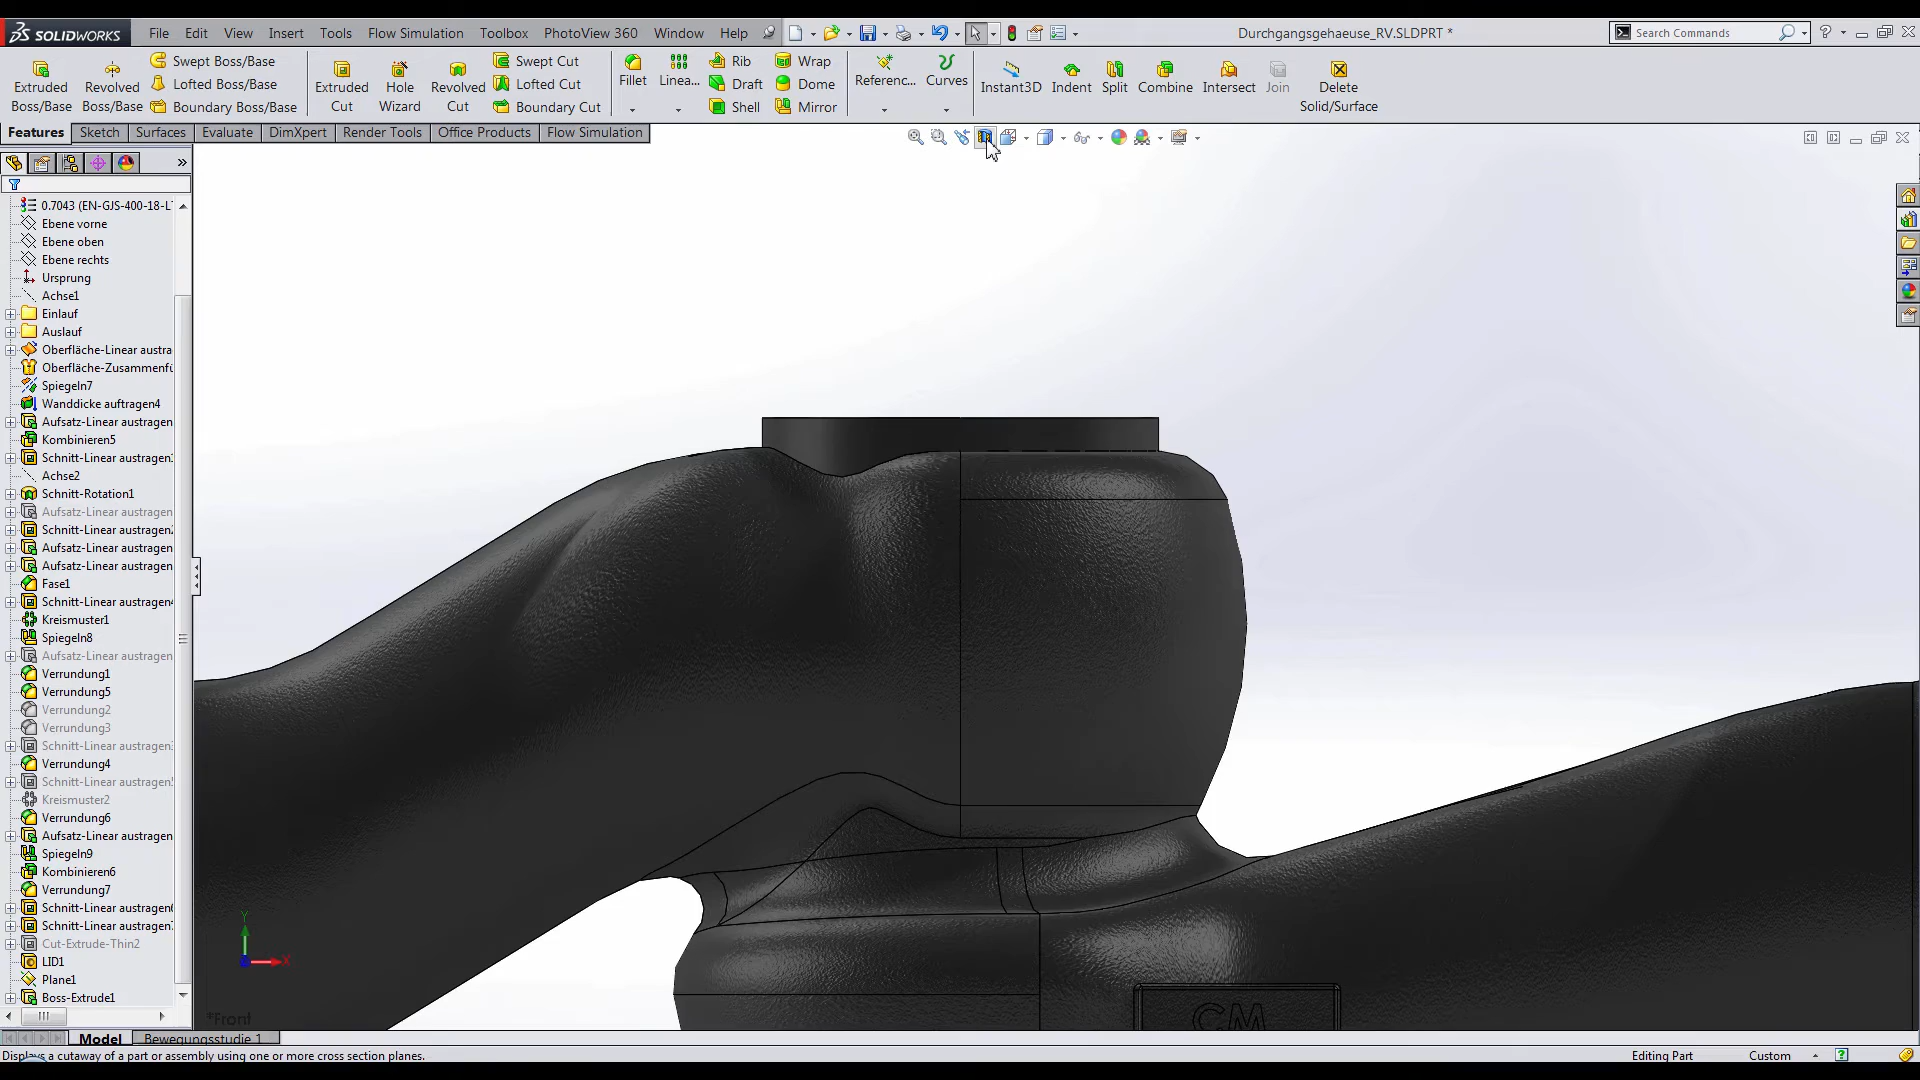 SOLIDWORKS File Edit View Insert Tools Flow Simulation Toolbox PhotoView 360 Window Help Durchgangsgehaeuse_RV.SLDPRT * Search Commands
Extruded Boss/Base
Revolved Boss/Base
Swept Boss/Base
Lofted Boss/Base
Boundary Boss/Base
Extruded Cut
Hole Wizard
Revolved Cut
Swept Cut
Lofted Cut
Boundary Cut
Fillet
Linea...
Rib
Draft
Shell
Wrap
Dome
Mirror
Referenc...
Curves
Instant3D
Indent
Split
Combine
Intersect
Join
Delete Solid/Surface
Features Sketch Surfaces Evaluate DimXpert Render Tools Office Products Flow Simulation
0.7043 (EN-GJS-400-18-L
Ebene vorne
Ebene oben
Ebene rechts
Ursprung
Achse1
Einlauf
Auslauf
Oberfläche-Linear austra
Oberfläche-Zusammenfü
Spiegeln7
Wanddicke auftragen4
Aufsatz-Linear austragen
Kombinieren5
Schnitt-Linear austragen
Achse2
Schnitt-Rotation1
Aufsatz-Linear austragen
Schnitt-Linear austragen
Aufsatz-Linear austragen
Aufsatz-Linear austragen
Fase1
Schnitt-Linear austragen
Kreismuster1
Spiegeln8
Aufsatz-Linear austragen
Verrundung1
Verrundung5
Verrundung2
Verrundung3
Schnitt-Linear austragen
Verrundung4
Schnitt-Linear austragen
Kreismuster2
Verrundung6
Aufsatz-Linear austragen
Spiegeln9
Kombinieren6
Verrundung7
Schnitt-Linear austragen
Schnitt-Linear austragen
Cut-Extrude-Thin2
LID1
Plane1
Boss-Extrude1
Y
X
*Front
CM
Model Bewegungsstudie 1
Displays a cutaway of a part or assembly using one or more cross section planes. Editing Part Custom